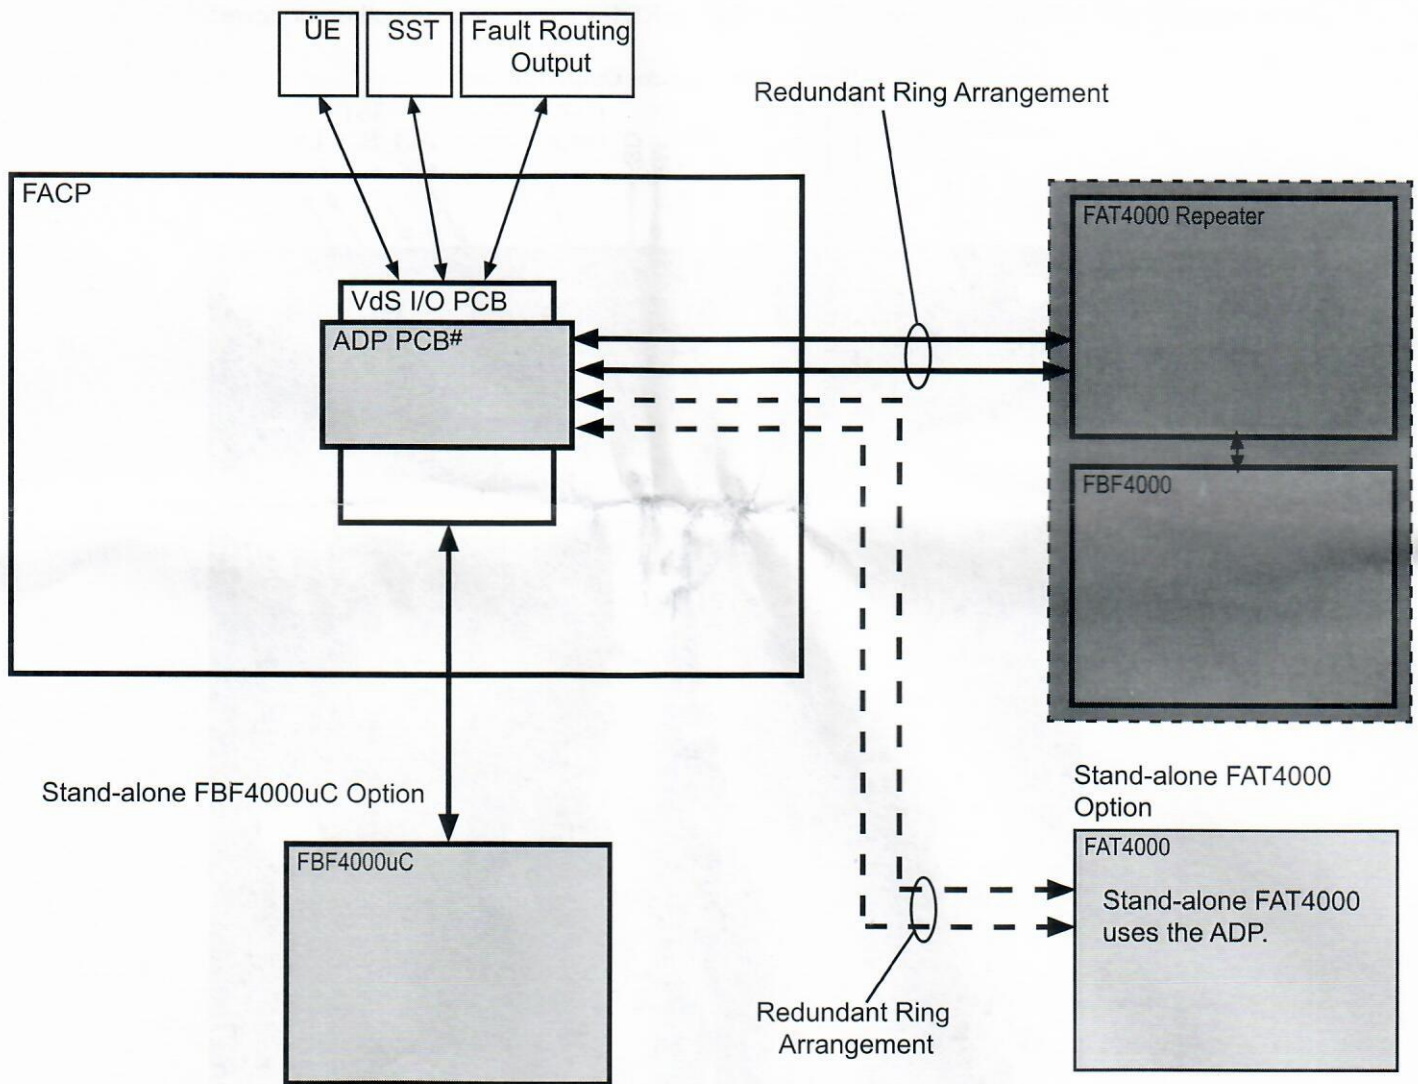 ÜE
SST
Fault Routing
Output
Redundant Ring Arrangement
FACP
FAT4000 Repeater
VdS I/O PCB
ADP PCB#
FBF4000
Stand-alone FBF4000uC Option
Stand-alone FAT4000
Option
FBF4000uC
FAT4000
Stand-alone FAT4000
uses the ADP.
Redundant Ring
Arrangement